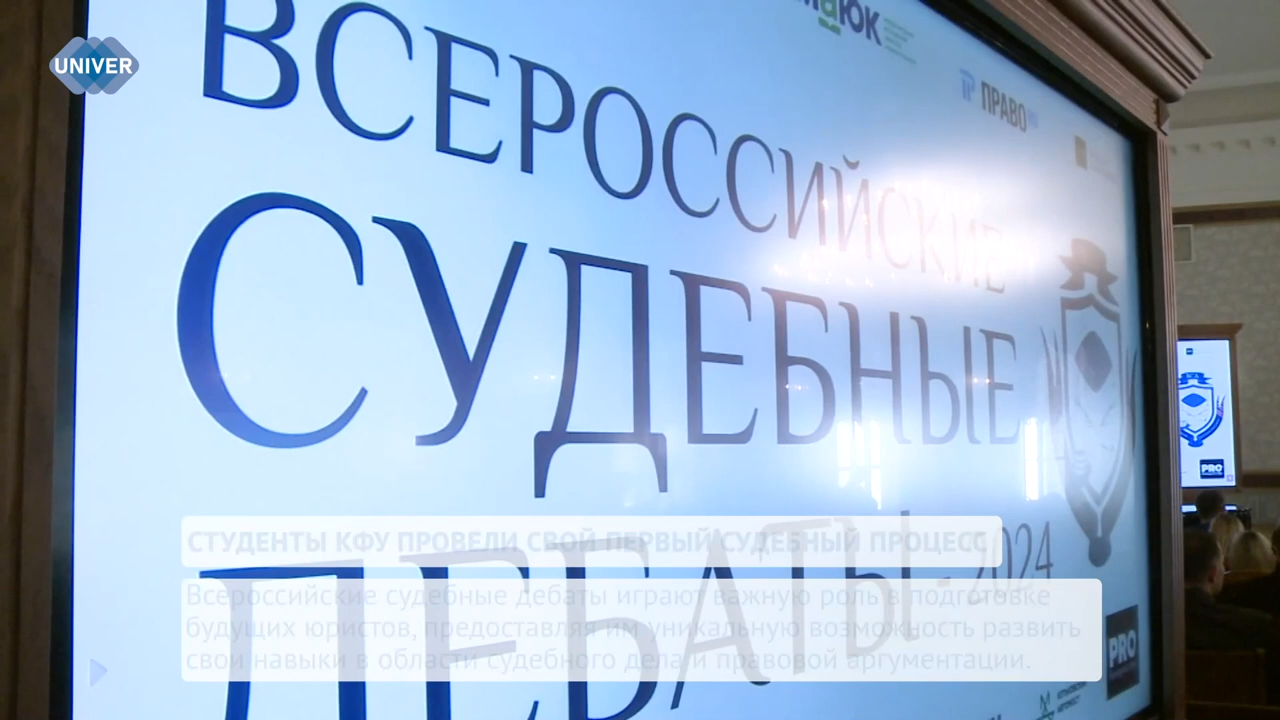 UNIVER
МаЮК
ПРАВО
ВСЕРОССИЙСКИЕ
СУДЕБНЫЕ
ДЕБАТЫ - 2024
PRO
PRO
СТУДЕНТЫ КФУ ПРОВЕЛИ СВОЙ ПЕРВЫЙ СУДЕБНЫЙ ПРОЦЕСС
Всероссийские судебные дебаты играют важную роль в подготовке
будущих юристов, предоставляя им уникальную возможность развить
свои навыки в области судебного дела и правовой аргументации.